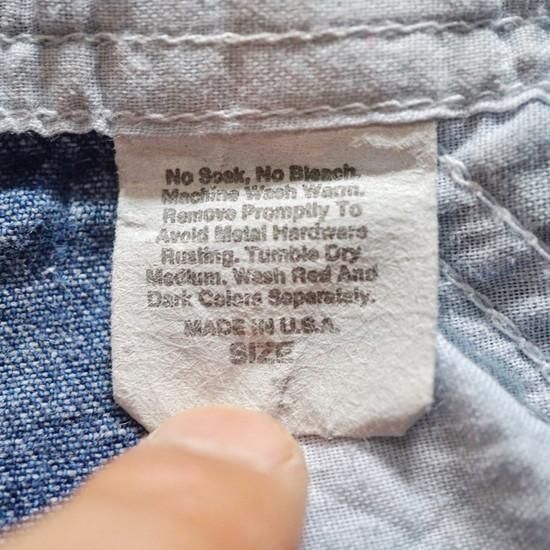 No Soak, No Bleach.
Machine Wash Warm.
Remove Promptly To
Avoid Metal Hardware
Rusting. Tumble Dry
Medium. Wash Red And
Dark Colors Separately.
MADE IN U.S.A.
SIZE